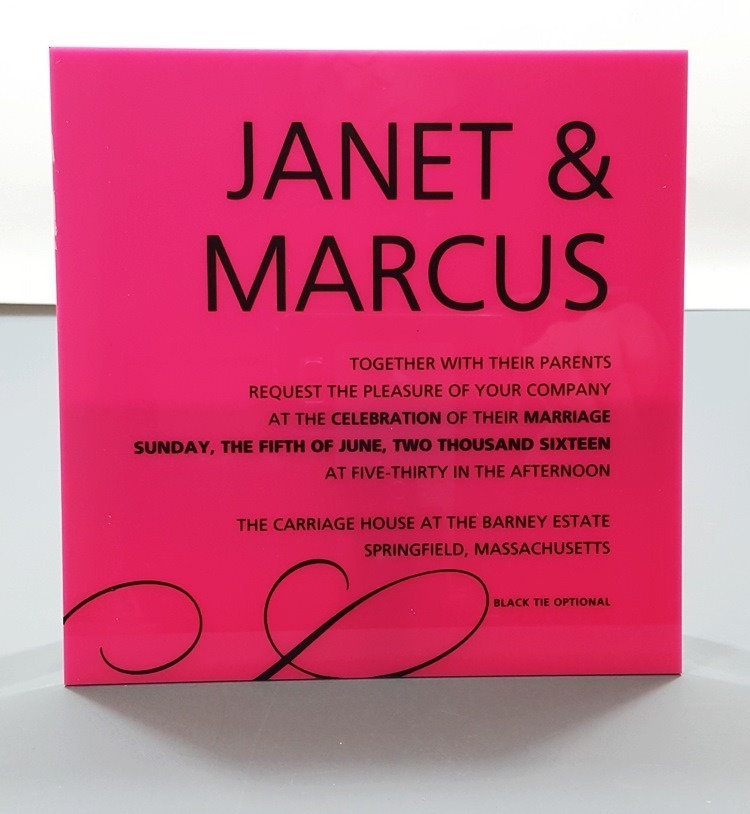 JANET &
MARCUS
TOGETHER WITH THEIR PARENTS
REQUEST THE PLEASURE OF YOUR COMPANY
AT THE CELEBRATION OF THEIR MARRIAGE
SUNDAY, THE FIFTH OF JUNE, TWO THOUSAND SIXTEEN
AT FIVE-THIRTY IN THE AFTERNOON
THE CARRIAGE HOUSE AT THE BARNEY ESTATE
SPRINGFIELD, MASSACHUSETTS
BLACK TIE OPTIONAL